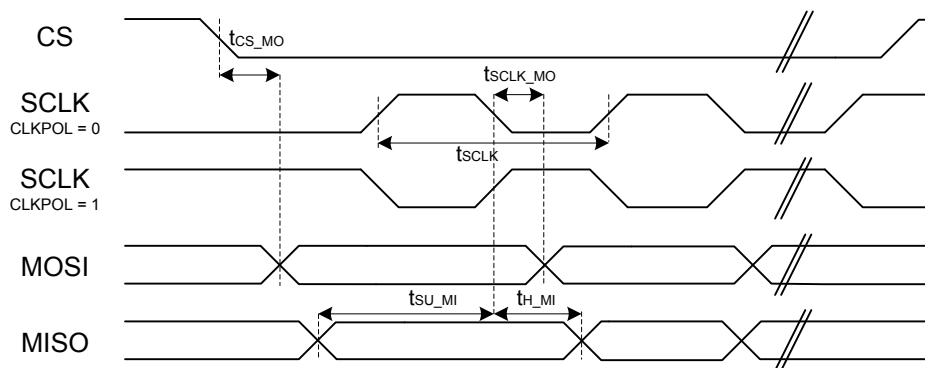 CS
tCS_MO
tSCLK_MO
SCLK
CLKPOL = 0
tSCLK
SCLK
CLKPOL = 1
MOSI
tSU_MI
tH_MI
MISO